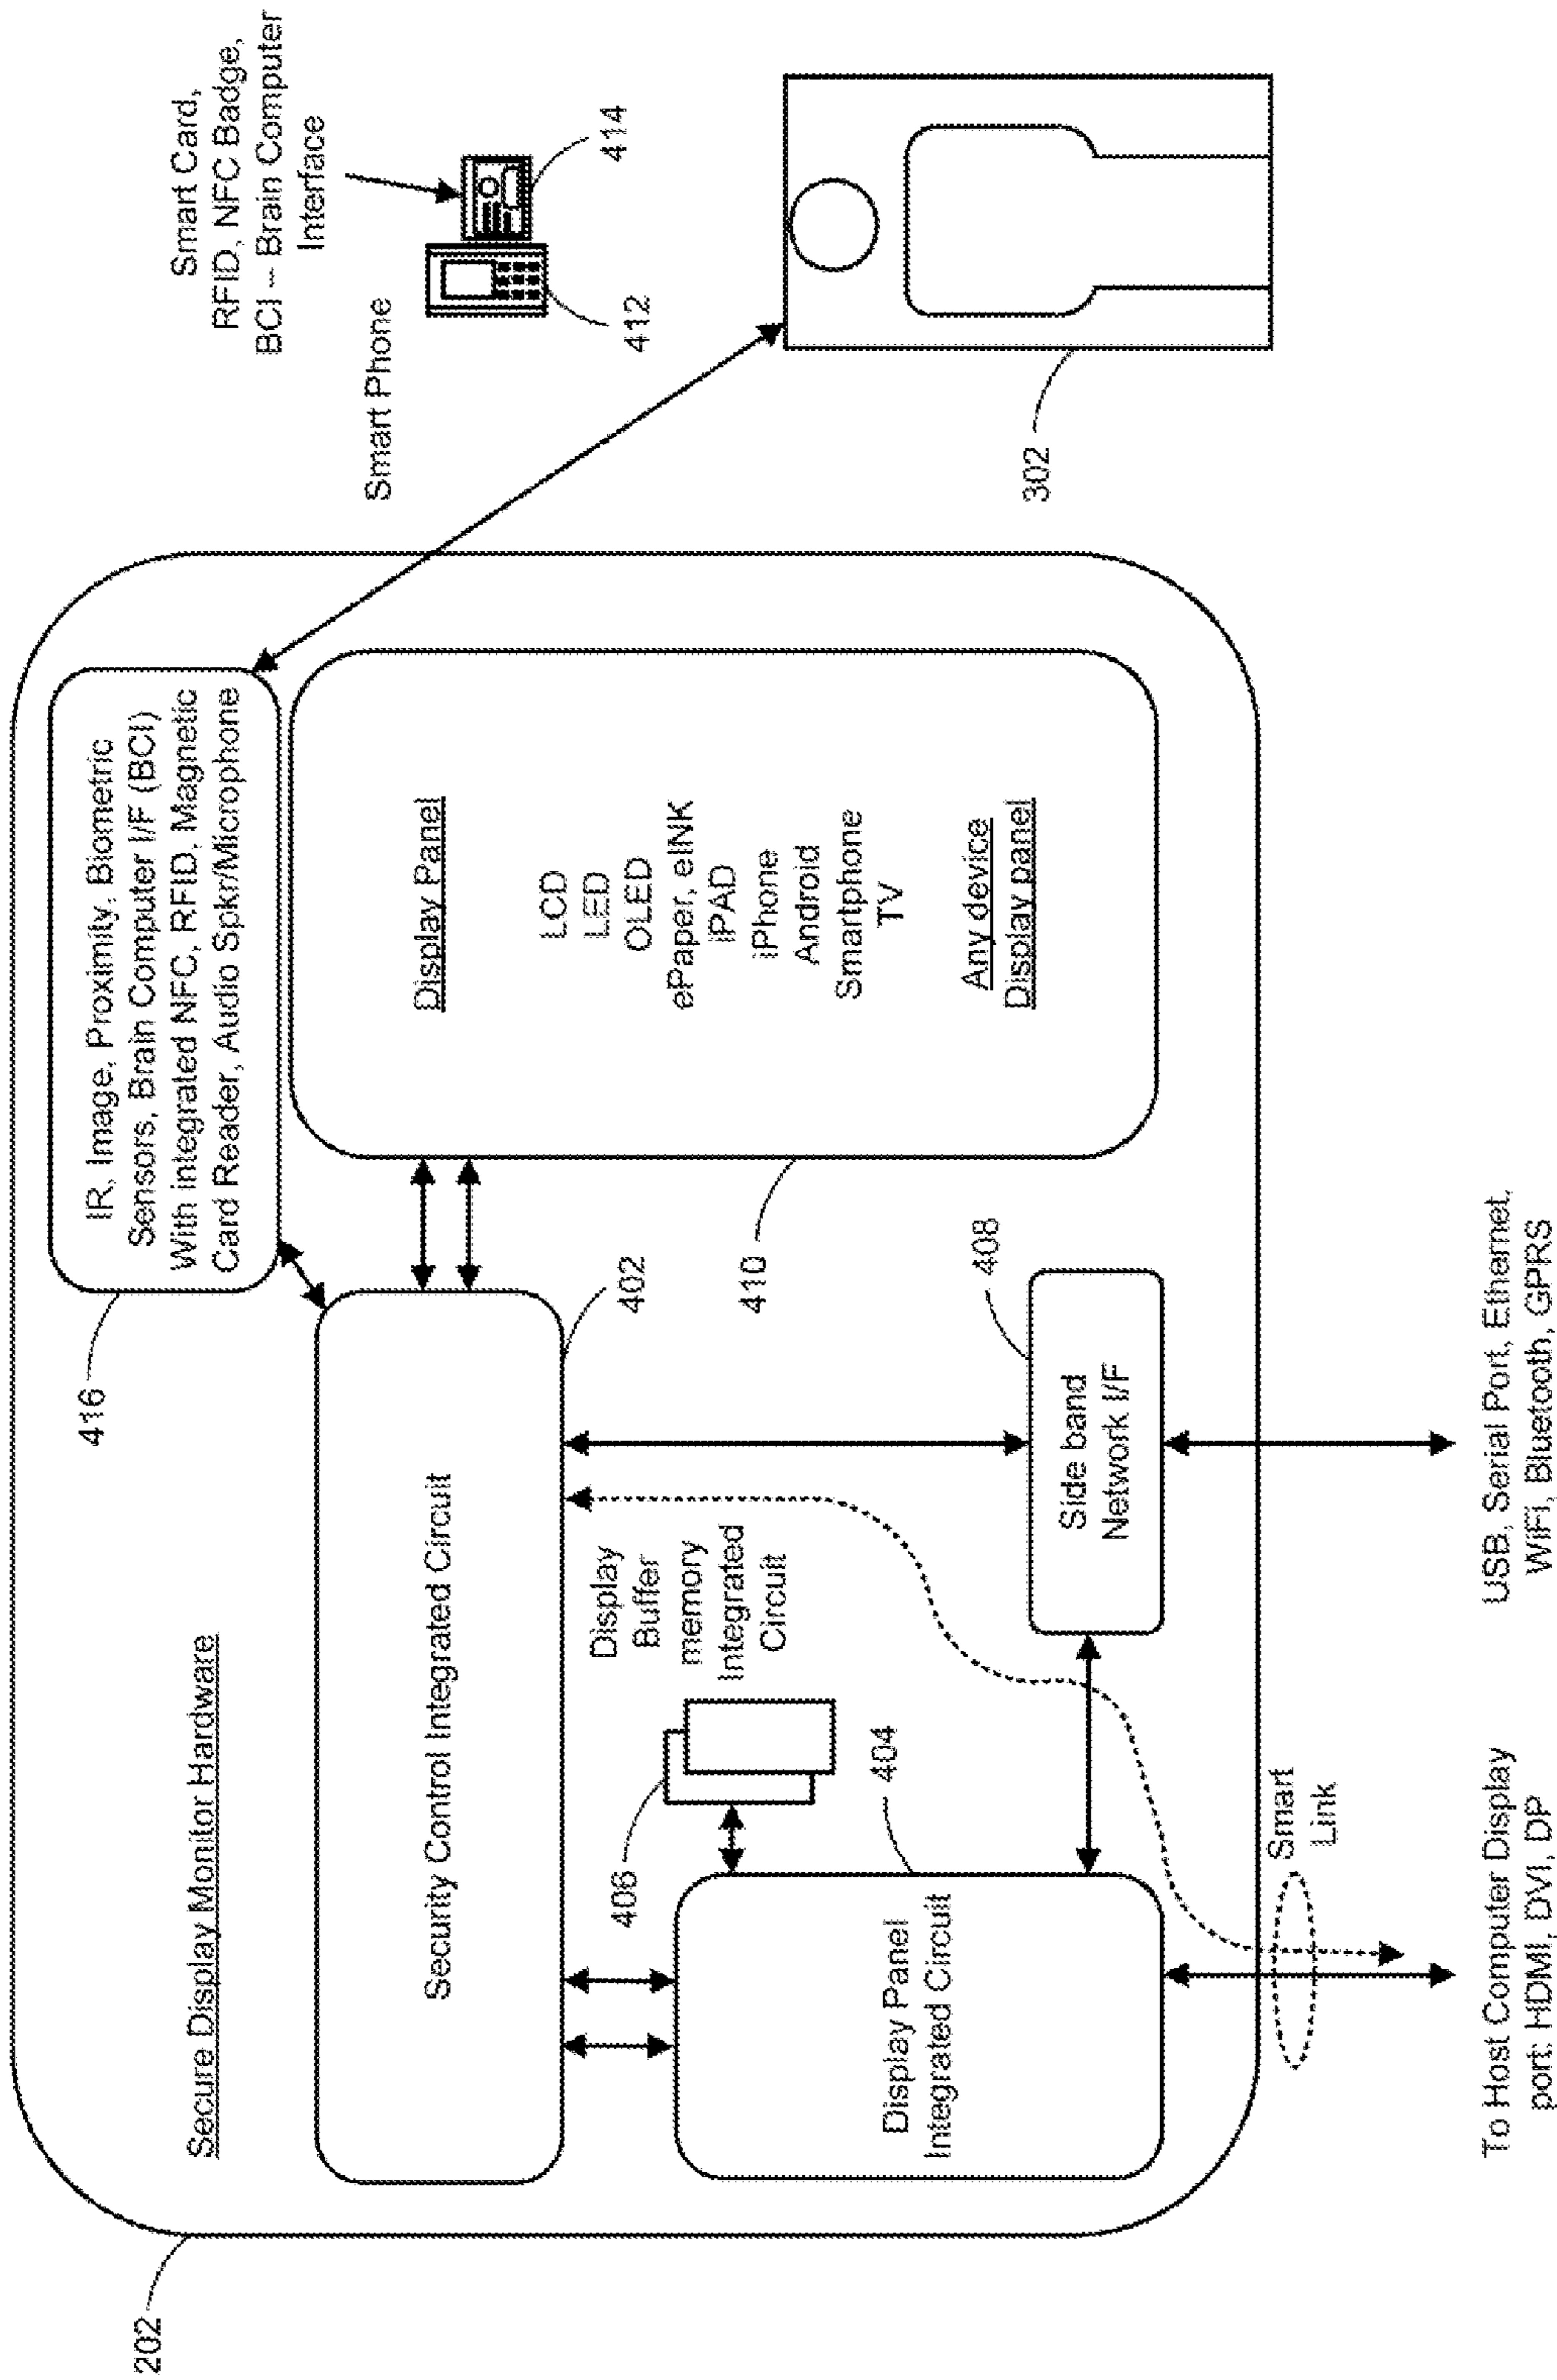 202
Secure Display Monitor Hardware
416
IR, Image, Proximity, Biometric
Sensors, Brain Computer I/F (BCI)
With integrated NFC, RFID, Magnetic
Card Reader, Audio Spkr/Microphone
Security Control Integrated Circuit
402
Display
Buffer
memory
Integrated
Circuit
406
404
Display Panel
Integrated Circuit
408
Side band
Network I/F
410
Display Panel
LCD
LED
OLED
ePaper, eINK
iPAD
iPhone
Android
Smartphone
TV
Any device
Display panel
Smart
Link
To Host Computer Display
port: HDMI, DVI, DP
USB, Serial Port, Ethernet,
WiFi, Bluetooth, GPRS
Smart Card,
RFID, NFC Badge,
BCI – Brain Computer
Interface
Smart Phone
412
414
302